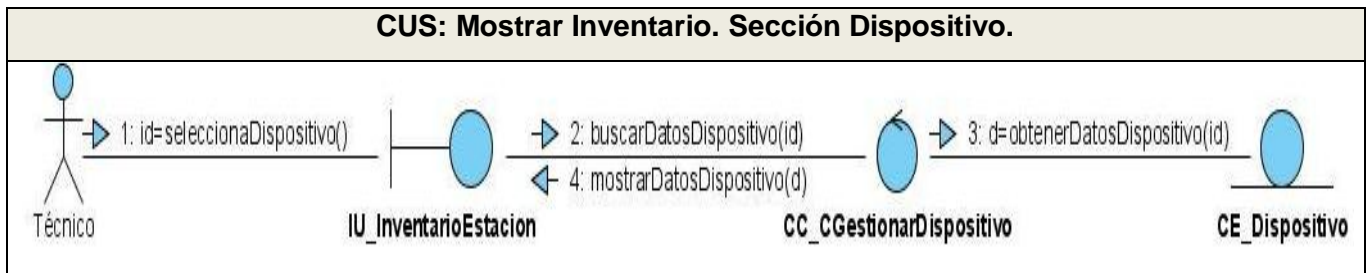 CUS: Mostrar Inventario. Sección Dispositivo.
1: id=seleccionaDispositivo()
2: buscarDatosDispositivo(id)
3: d=obtenerDatosDispositivo(id)
4: mostrarDatosDispositivo(d)
Técnico
IU_InventarioEstacion
CC_CGestionarDispositivo
CE_Dispositivo